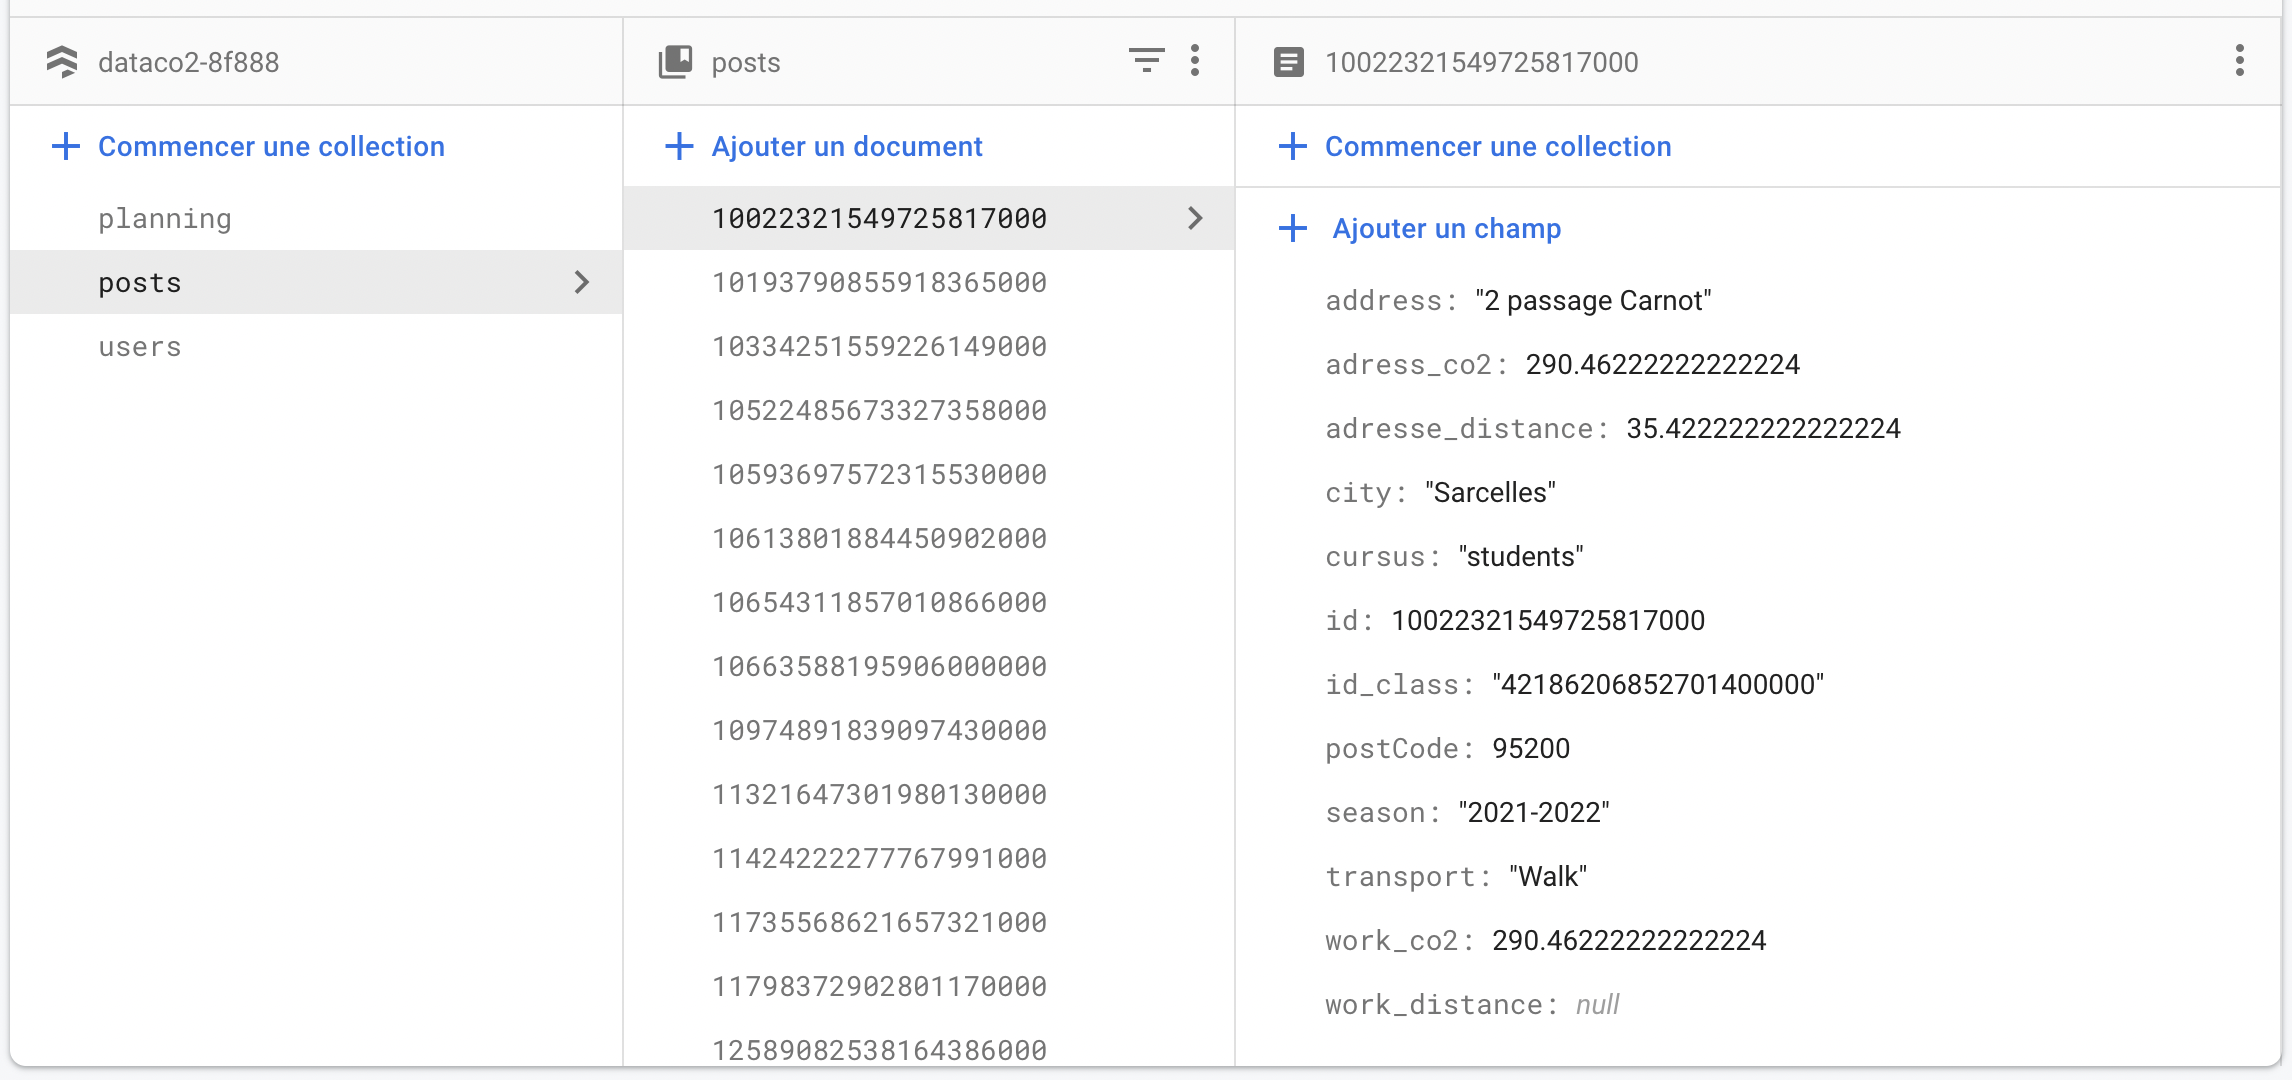 dataco2-8f888
Commencer une collection
planning
posts
users
posts
Ajouter un document
10022321549725817000
10193790855918365000
10334251559226149000
10522485673327358000
10593697572315530000
10613801884450902000
10654311857010866000
10663588195906000000
10974891839097430000
11321647301980130000
11424222277767991000
11735568621657321000
11798372902801170000
12589082538164386000
10022321549725817000
Commencer une collection
Ajouter un champ
address: "2 passage Carnot"
adress_co2: 290.46222222222224
adresse_distance: 35.422222222222224
city: "Sarcelles"
cursus: "students"
id: 10022321549725817000
id_class: "42186206852701400000"
postCode: 95200
season: "2021-2022"
transport: "Walk"
work_co2: 290.46222222222224
work_distance: null